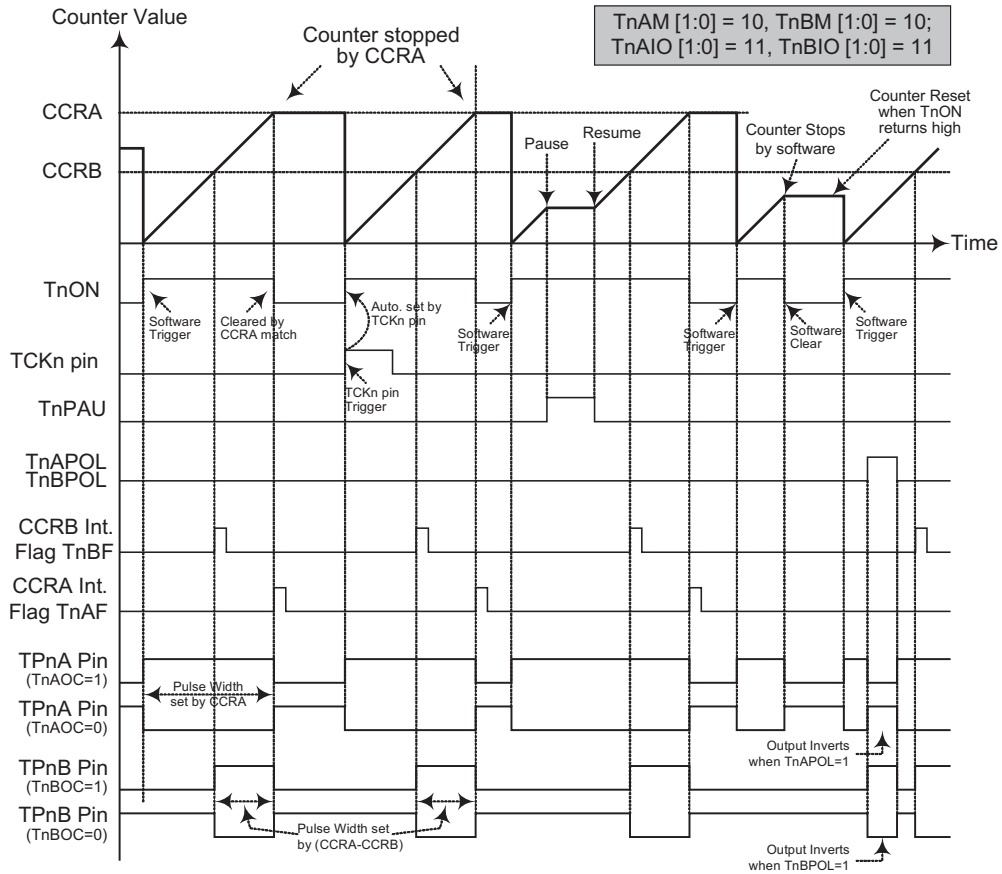 Counter Value
TnAM [1:0] = 10, TnBM [1:0] = 10;
TnAIO [1:0] = 11, TnBIO [1:0] = 11
Counter stopped
by CCRA
CCRA
CCRB
Pause
Resume
Counter Stops
by software
Counter Reset
when TnON
returns high
Time
TnON
Software
Trigger
Cleared by
CCRA match
Auto. set by
TCKn pin
Software
Trigger
Software
Trigger
Software
Clear
Software
Trigger
TCKn pin
TCKn pin
Trigger
TnPAU
TnAPOL
TnBPOL
CCRB Int.
Flag TnBF
CCRA Int.
Flag TnAF
TPnA Pin
(TnAOC=1)
Pulse Width
set by CCRA
TPnA Pin
(TnAOC=0)
Output Inverts
when TnAPOL=1
TPnB Pin
(TnBOC=1)
TPnB Pin
(TnBOC=0)
Pulse Width set
by (CCRA-CCRB)
Output Inverts
when TnBPOL=1